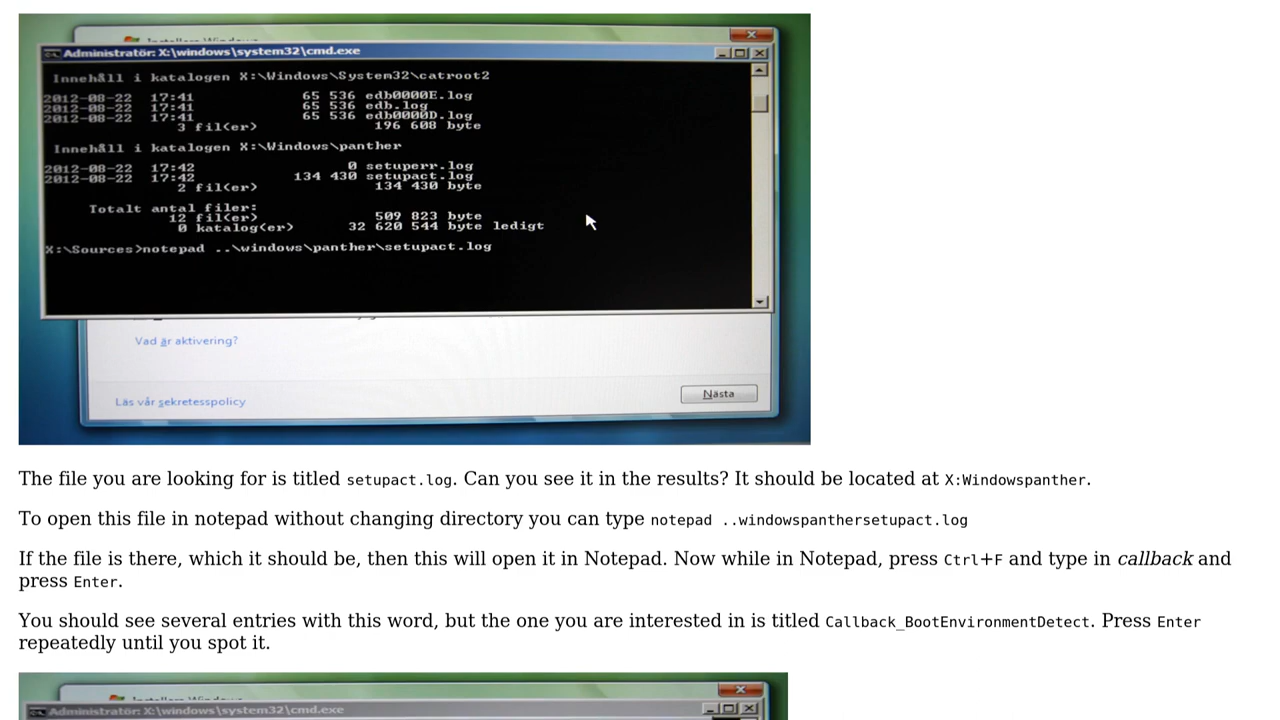 Administratör: X:\windows\system32\cmd.exe
Innehåll i katalogen X:\Windows\System32\catroot2
2012-08-22 17:41 65 536 edb0000E.log
2012-08-22 17:41 65 536 edb.log
2012-08-22 17:41 65 536 edb0000D.log
3 fil(er) 196 608 byte
Innehåll i katalogen X:\Windows\panther
2012-08-22 17:42 0 setuperr.log
2012-08-22 17:42 134 430 setupact.log
2 fil(er) 134 430 byte
Totalt antal filer:
12 fil(er) 509 823 byte
0 katalog(er) 32 620 544 byte ledigt
X:\Sources>notepad ..\windows\panther\setupact.log
Vad är aktivering?
Läs vår sekretesspolicy
Nästa
The file you are looking for is titled setupact.log. Can you see it in the results? It should be located at X:Windowspanther.
To open this file in notepad without changing directory you can type notepad ..windowspanthersetupact.log
If the file is there, which it should be, then this will open it in Notepad. Now while in Notepad, press Ctrl+F and type in callback and
press Enter.
You should see several entries with this word, but the one you are interested in is titled Callback_BootEnvironmentDetect. Press Enter
repeatedly until you spot it.
Administratör: X:\windows\system32\cmd.exe